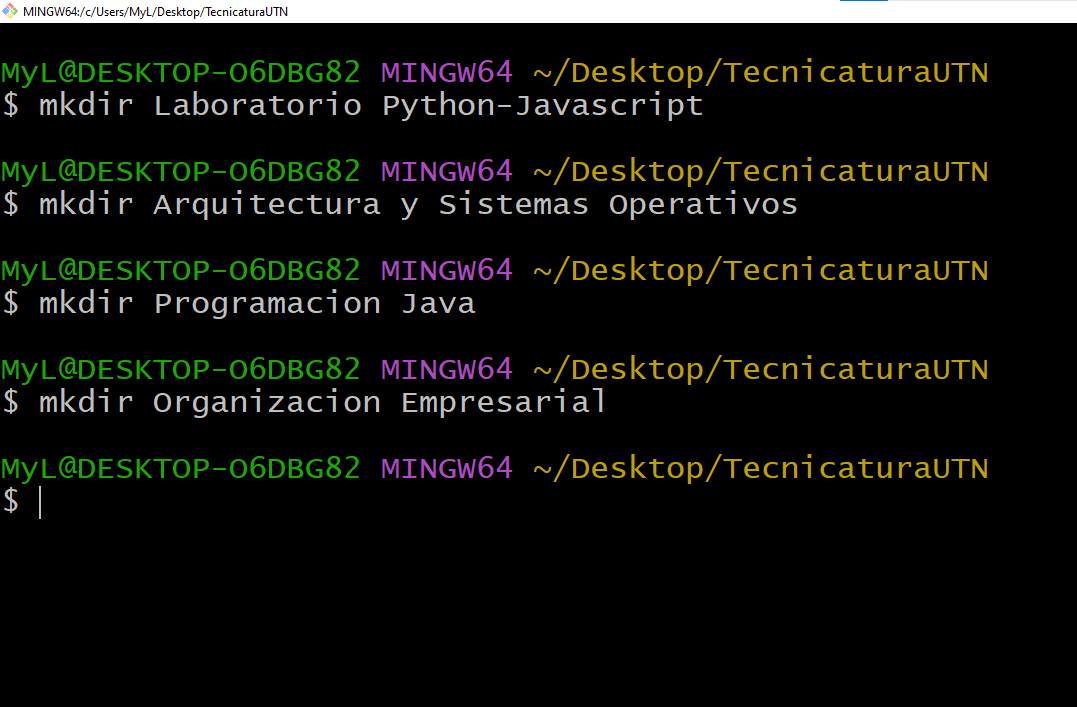 MINGW64:/c/Users/MyL/Desktop/TecnicaturaUTN
MyL@DESKTOP-O6DBG82 MINGW64 ~/Desktop/TecnicaturaUTN
$ mkdir Laboratorio Python-Javascript
MyL@DESKTOP-O6DBG82 MINGW64 ~/Desktop/TecnicaturaUTN
$ mkdir Arquitectura y Sistemas Operativos
MyL@DESKTOP-O6DBG82 MINGW64 ~/Desktop/TecnicaturaUTN
$ mkdir Programacion Java
MyL@DESKTOP-O6DBG82 MINGW64 ~/Desktop/TecnicaturaUTN
$ mkdir Organizacion Empresarial
MyL@DESKTOP-O6DBG82 MINGW64 ~/Desktop/TecnicaturaUTN
$